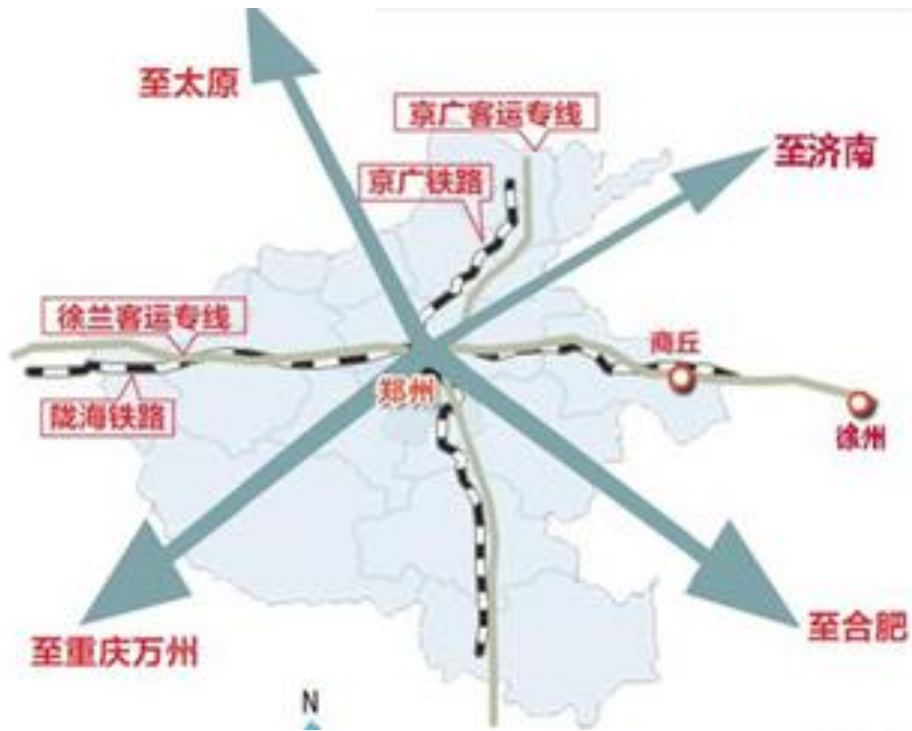 至太原
京广客运专线
至济南
京广铁路
徐兰客运专线
商丘
郑州
陇海铁路
徐州
至重庆万州
至合肥
N